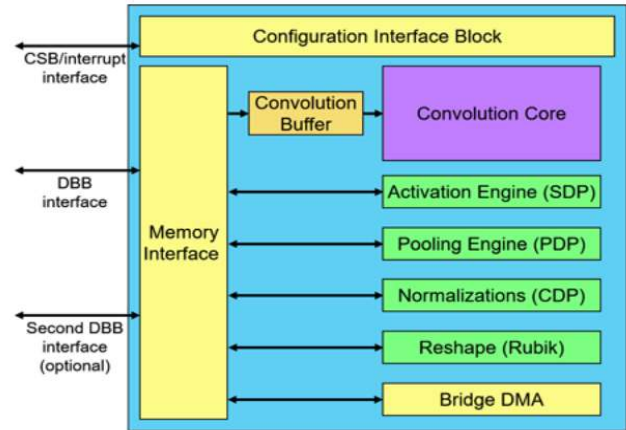 Configuration Interface Block
CSB/interrupt
interface
Convolution
Buffer
Convolution Core
DBB
interface
Memory
Interface
Activation Engine (SDP)
Pooling Engine (PDP)
Normalizations (CDP)
Second DBB
interface
(optional)
Reshape (Rubik)
Bridge DMA